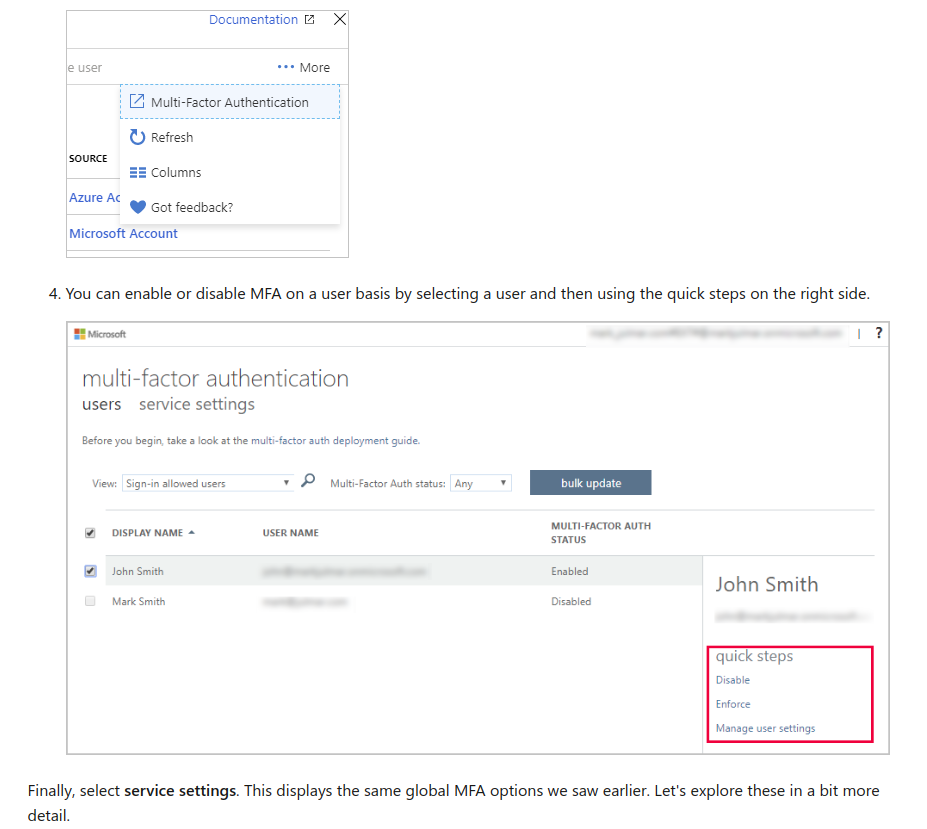 Documentation
e user
••• More
Multi-Factor Authentication
Refresh
SOURCE
Columns
Azure Ac
Got feedback?
Microsoft Account
4. You can enable or disable MFA on a user basis by selecting a user and then using the quick steps on the right side.
Microsoft
?
multi-factor authentication
users service settings
Before you begin, take a look at the multi-factor auth deployment guide.
View: Sign-in allowed users Multi-Factor Auth status: Any bulk update
DISPLAY NAME USER NAME MULTI-FACTOR AUTH
STATUS
John Smith Enabled
Mark Smith Disabled
John Smith
quick steps
Disable
Enforce
Manage user settings
Finally, select service settings. This displays the same global MFA options we saw earlier. Let's explore these in a bit more
detail.